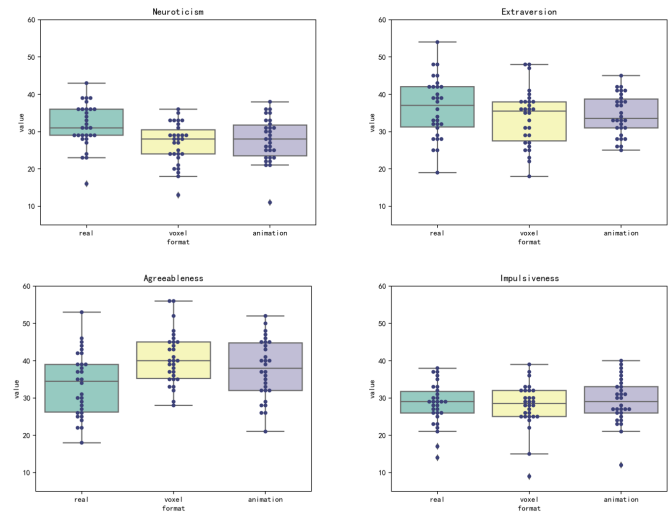 Neuroticism
60
50
40
30
20
10
value
real voxel animation
format
Extraversion
60
50
40
30
20
10
value
real voxel animation
format
Agreeableness
60
50
40
30
20
10
value
real voxel animation
format
Impulsiveness
60
50
40
30
20
10
value
real voxel animation
format